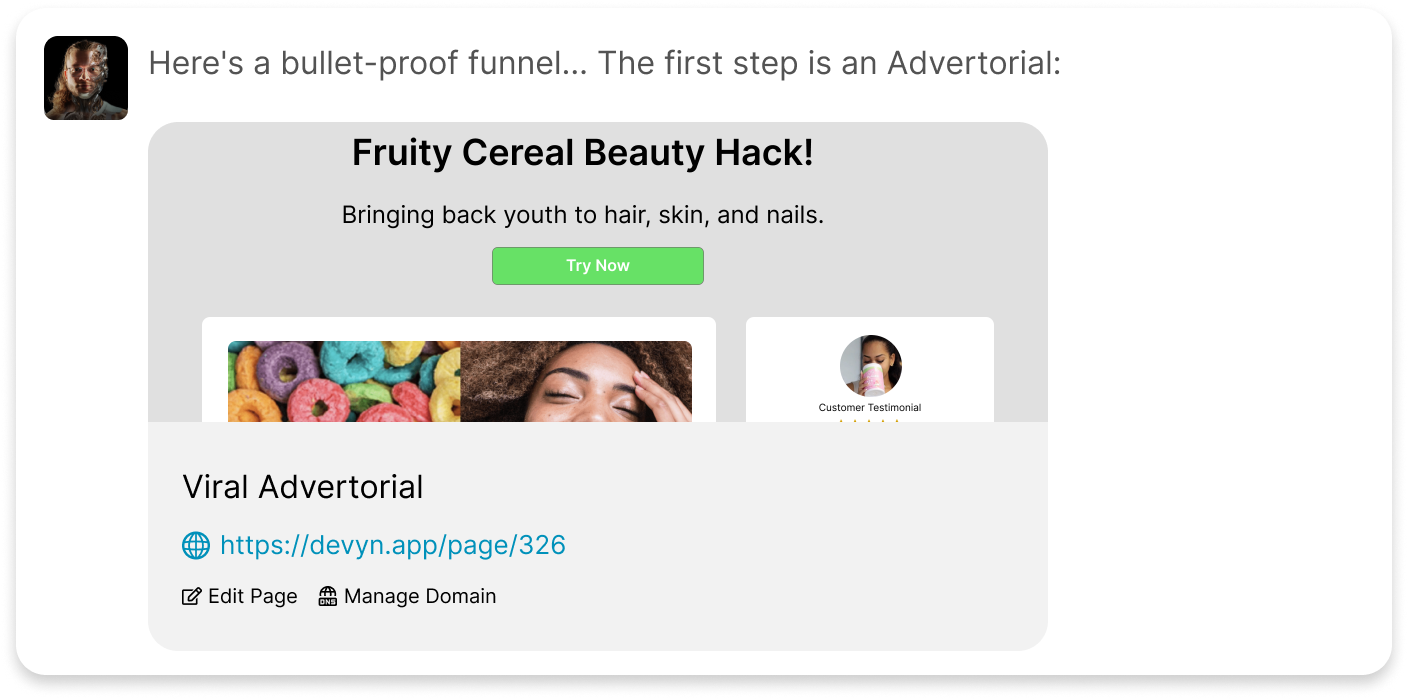 Here's a bullet-proof funnel... The first step is an Advertorial:
Fruity Cereal Beauty Hack!
Bringing back youth to hair, skin, and nails.
Try Now
Customer Testimonial
Viral Advertorial
https://devyn.app/page/326
Edit Page
Manage Domain